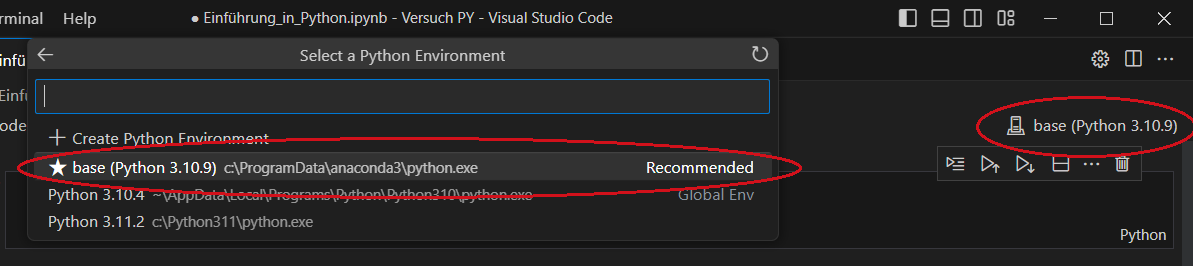 rminal Help ● Einführung_in_Python.ipynb - Versuch PY - Visual Studio Code
Select a Python Environment
infü
Einfü
ode
base (Python 3.10.9)
Create Python Environment
base (Python 3.10.9) c:\ProgramData\anaconda3\python.exe Recommended
Python 3.10.4 ~\AppData\Local\Programs\Python\Python310\python.exe Global Env
Python 3.11.2 c:\Python311\python.exe
Python